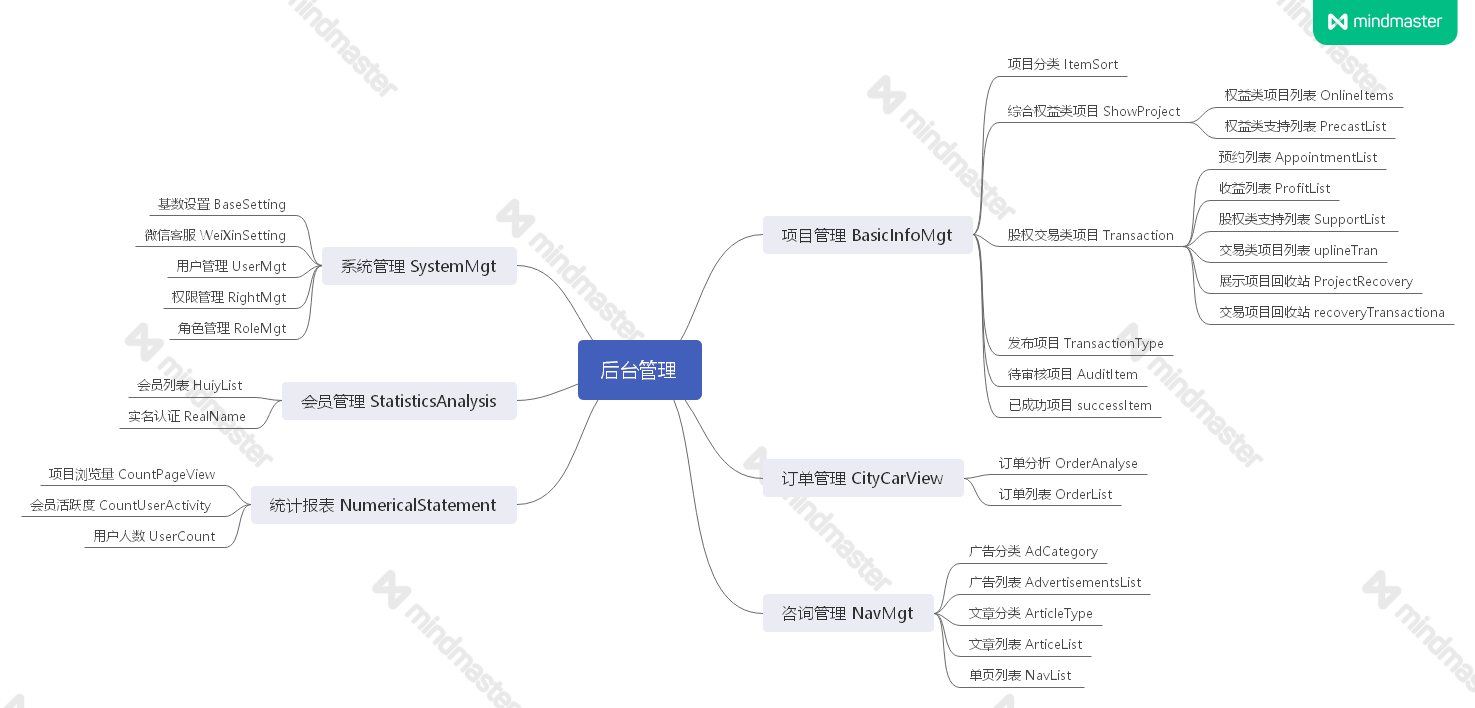 mindmaster
后台管理
项目管理 BasicInfoMgt
项目分类 ItemSort
综合权益类项目 ShowProject
权益类项目列表 OnlineItems
权益类支持列表 PrecastList
股权交易类项目 Transaction
预约列表 AppointmentList
收益列表 ProfitList
股权类支持列表 SupportList
交易类项目列表 uplineTran
展示项目回收站 ProjectRecovery
交易项目回收站 recoveryTransactiona
发布项目 TransactionType
待审核项目 AuditItem
已成功项目 successItem
订单管理 CityCarView
订单分析 OrderAnalyse
订单列表 OrderList
咨询管理 NavMgt
广告分类 AdCategory
广告列表 AdvertisementsList
文章分类 ArticleType
文章列表 ArticeList
单页列表 NavList
系统管理 SystemMgt
基数设置 BaseSetting
微信客服 WeiXinSetting
用户管理 UserMgt
权限管理 RightMgt
角色管理 RoleMgt
会员管理 StatisticsAnalysis
会员列表 HuiyList
实名认证 RealName
统计报表 NumericalStatement
项目浏览量 CountPageView
会员活跃度 CountUserActivity
用户人数 UserCount
mindmaster
mindmaster
mindmaster
mindmaster
mindmaster
mindmaster
mindmaster
mindmaster
mindmaster